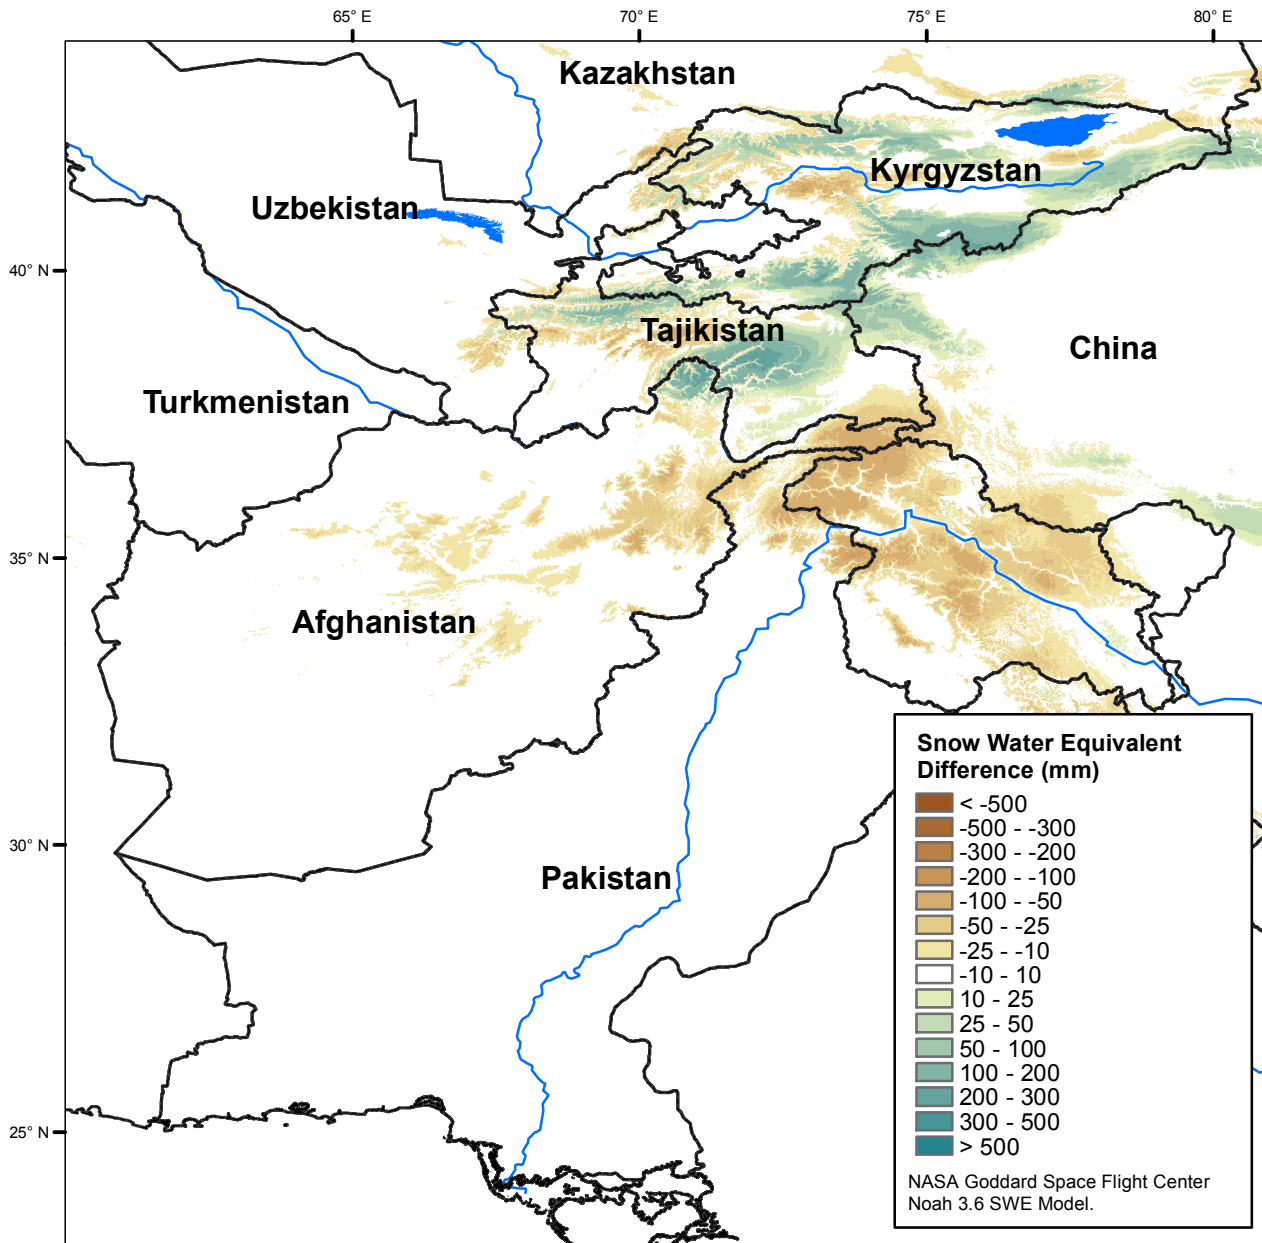 65° E
70° E
75° E
80° E
Kazakhstan
Kyrgyzstan
Uzbekistan
40° N
Tajikistan
China
Turkmenistan
35° N
Afghanistan
30° N
Pakistan
25° N
Snow Water Equivalent
Difference (mm)
< -500
-500 - -300
-300 - -200
-200 - -100
-100 - -50
-50 - -25
-25 - -10
-10 - 10
10 - 25
25 - 50
50 - 100
100 - 200
200 - 300
300 - 500
> 500
NASA Goddard Space Flight Center
Noah 3.6 SWE Model.